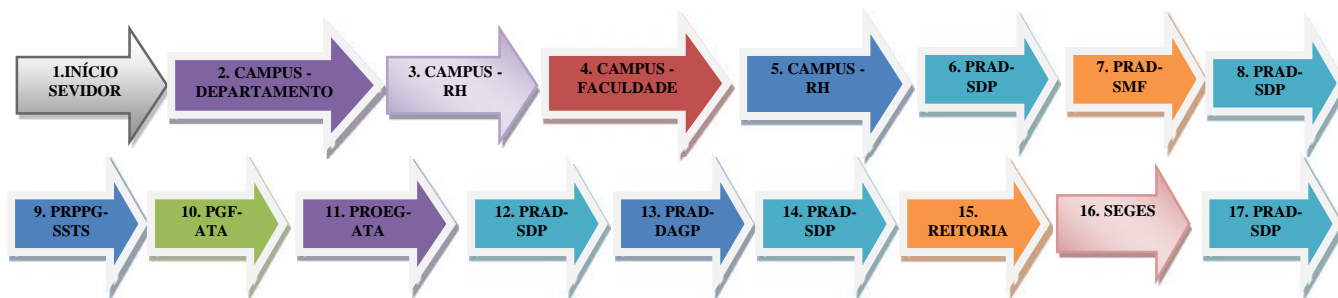 1.INÍCIO
SEVIDOR
2. CAMPUS -
DEPARTAMENTO
3. CAMPUS -
RH
4. CAMPUS -
FACULDADE
5. CAMPUS -
RH
6. PRAD-
SDP
7. PRAD-
SMF
8. PRAD-
SDP
9. PRPPG-
SSTS
10. PGF-
ATA
11. PROEG-
ATA
12. PRAD-
SDP
13. PRAD-
DAGP
14. PRAD-
SDP
15.
REITORIA
16. SEGES
17. PRAD-
SDP